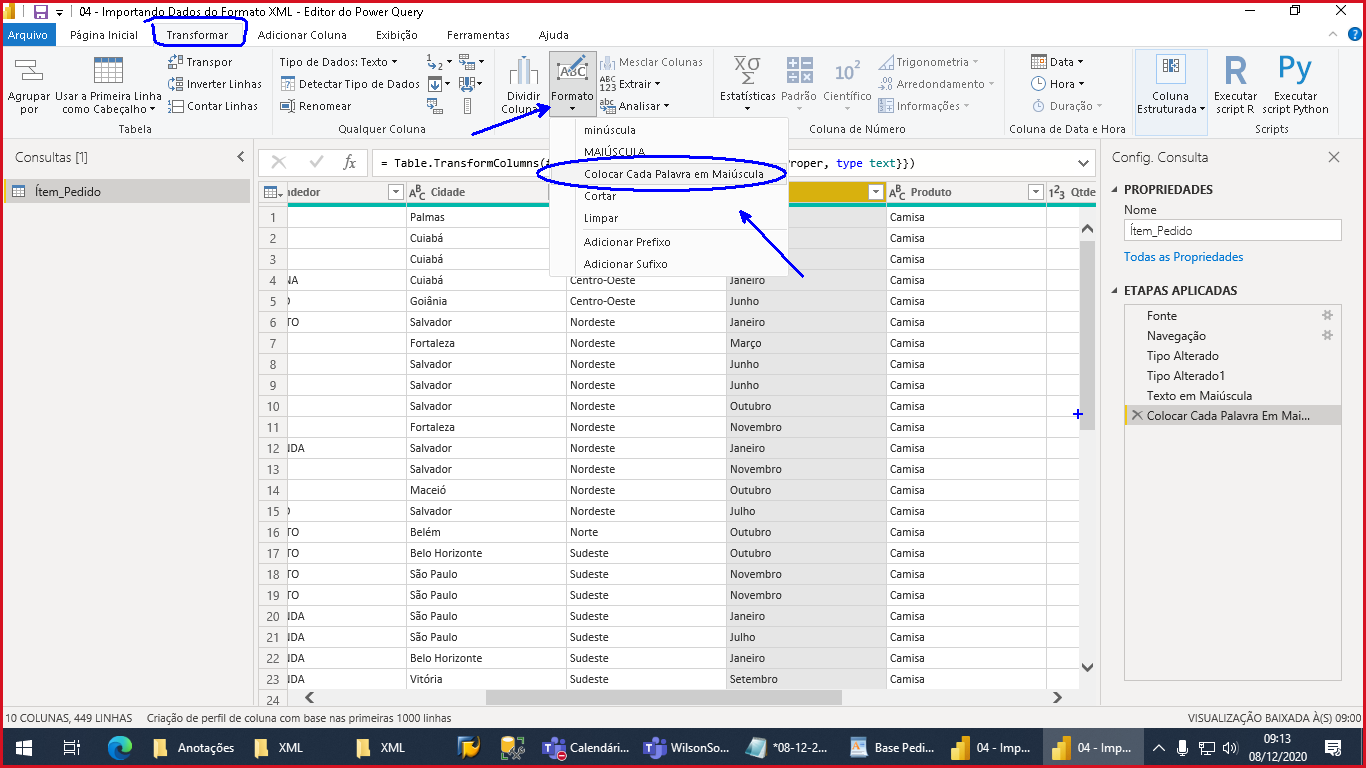 04 - Importando Dados do Formato XML - Editor do Power Query
Arquivo Página Inicial Transformar Adicionar Coluna Exibição Ferramentas Ajuda
Agrupar por
Usar a Primeira Linha como Cabeçalho
Transpor
Inverter Linhas
Contar Linhas
Tabela
Tipo de Dados: Texto
Detectar Tipo de Dados
Renomear
Qualquer Coluna
Dividir
Formato
ABC
Mesclar Colunas
Extrair
Analisar
Estatísticas
Padrão
Científico
Trigonometria
Arredondamento
Informações
Coluna de Número
Data
Hora
Duração
Coluna de Data e Hora
Coluna Estruturada
Executar script R
Executar script Python
Scripts
minúscula
MAIÚSCULA
Colocar Cada Palavra em Maiúscula
Cortar
Limpar
Adicionar Prefixo
Adicionar Sufixo
Consultas [1]
Ítem_Pedido
fx
= Table.TransformColumns( roper, type text}})
ndedor Cidade Produto Qtde
1 Palmas Camisa
2 Cuiabá Camisa
3 Cuiabá Camisa
4 NA Cuiabá Centro-Oeste Janeiro Camisa
5 Goiânia Centro-Oeste Junho Camisa
6 TO Salvador Nordeste Janeiro Camisa
7 Fortaleza Nordeste Março Camisa
8 Salvador Nordeste Junho Camisa
9 Salvador Nordeste Junho Camisa
10 Salvador Nordeste Outubro Camisa
11 Fortaleza Nordeste Novembro Camisa
12 NDA Salvador Nordeste Janeiro Camisa
13 Salvador Nordeste Novembro Camisa
14 Maceió Nordeste Outubro Camisa
15 Salvador Nordeste Julho Camisa
16 TO Belém Norte Outubro Camisa
17 TO Belo Horizonte Sudeste Outubro Camisa
18 TO São Paulo Sudeste Novembro Camisa
19 TO São Paulo Sudeste Novembro Camisa
20 NDA São Paulo Sudeste Janeiro Camisa
21 NDA São Paulo Sudeste Julho Camisa
22 NDA Belo Horizonte Sudeste Janeiro Camisa
23 NDA Vitória Sudeste Setembro Camisa
24
Config. Consulta
PROPRIEDADES
Nome
Ítem_Pedido
Todas as Propriedades
ETAPAS APLICADAS
Fonte
Navegação
Tipo Alterado
Tipo Alterado1
Texto em Maiúscula
Colocar Cada Palavra Em Mai...
10 COLUNAS, 449 LINHAS Criação de perfil de coluna com base nas primeiras 1000 linhas VISUALIZAÇÃO BAIXADA À(S) 09:00
Anotações XML XML Calendári... WilsonSo... *08-12-2... Base Pedi... 04 - Imp... 04 - Imp...
09:13
08/12/2020